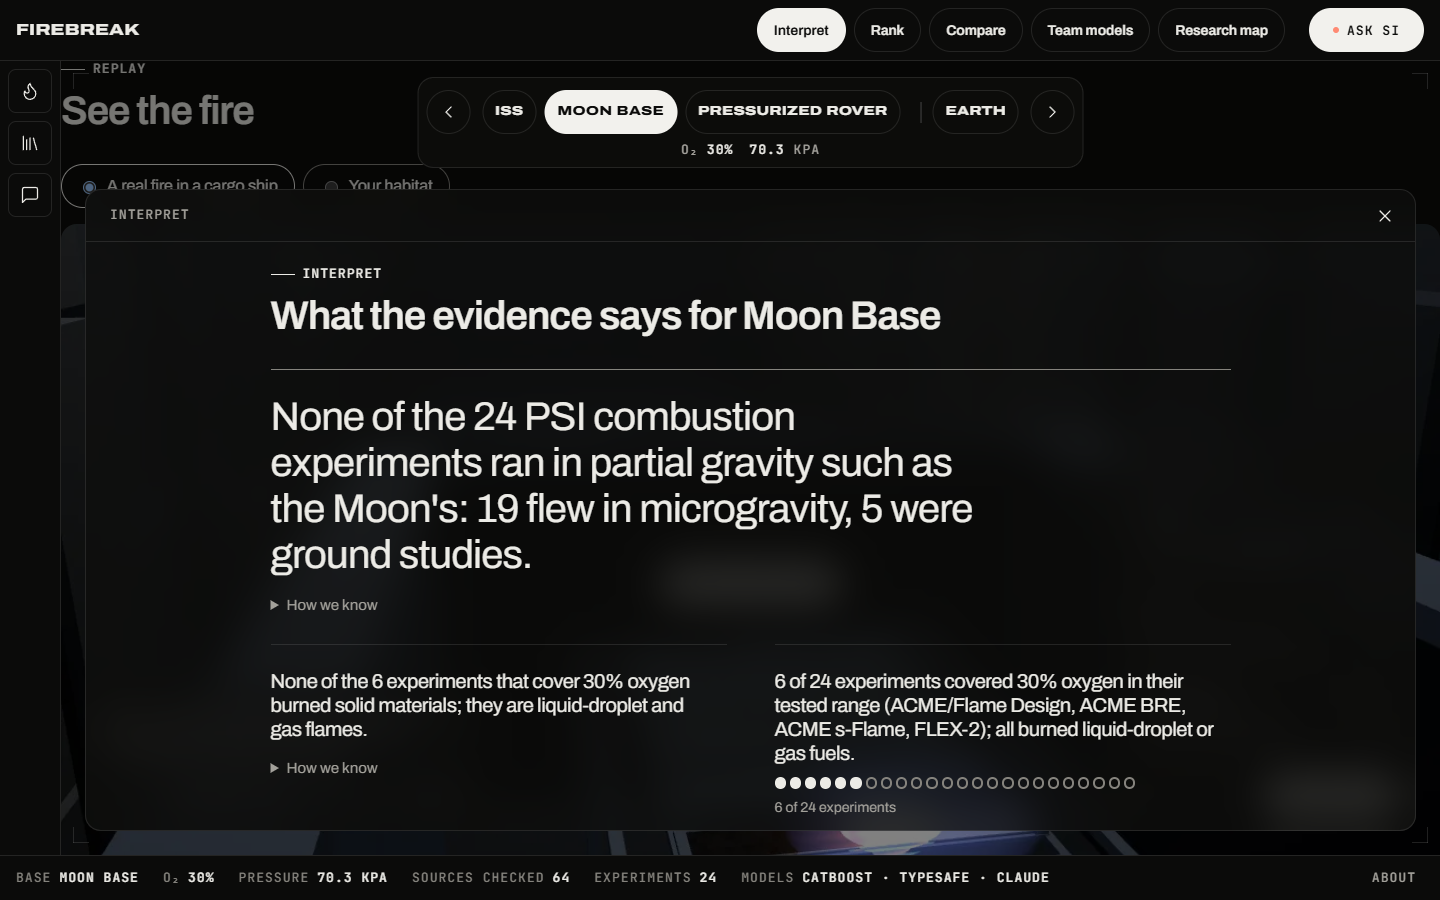 FIREBREAK
Interpret
Rank
Compare
Team models
Research map
ASK SI
REPLAY
See the fire
ISS
MOON BASE
PRESSURIZED ROVER
EARTH
O₂ 30% 70.3 KPA
A real fire in a cargo ship
Your habitat
INTERPRET
INTERPRET
What the evidence says for Moon Base
None of the 24 PSI combustion
experiments ran in partial gravity such as
the Moon's: 19 flew in microgravity, 5 were
ground studies.
How we know
None of the 6 experiments that cover 30% oxygen
burned solid materials; they are liquid-droplet and
gas flames.
How we know
6 of 24 experiments covered 30% oxygen in their
tested range (ACME/Flame Design, ACME BRE,
ACME s-Flame, FLEX-2); all burned liquid-droplet or
gas fuels.
6 of 24 experiments
BASE MOON BASE O₂ 30% PRESSURE 70.3 KPA SOURCES CHECKED 64 EXPERIMENTS 24 MODELS CATBOOST · TYPESAFE · CLAUDE
ABOUT